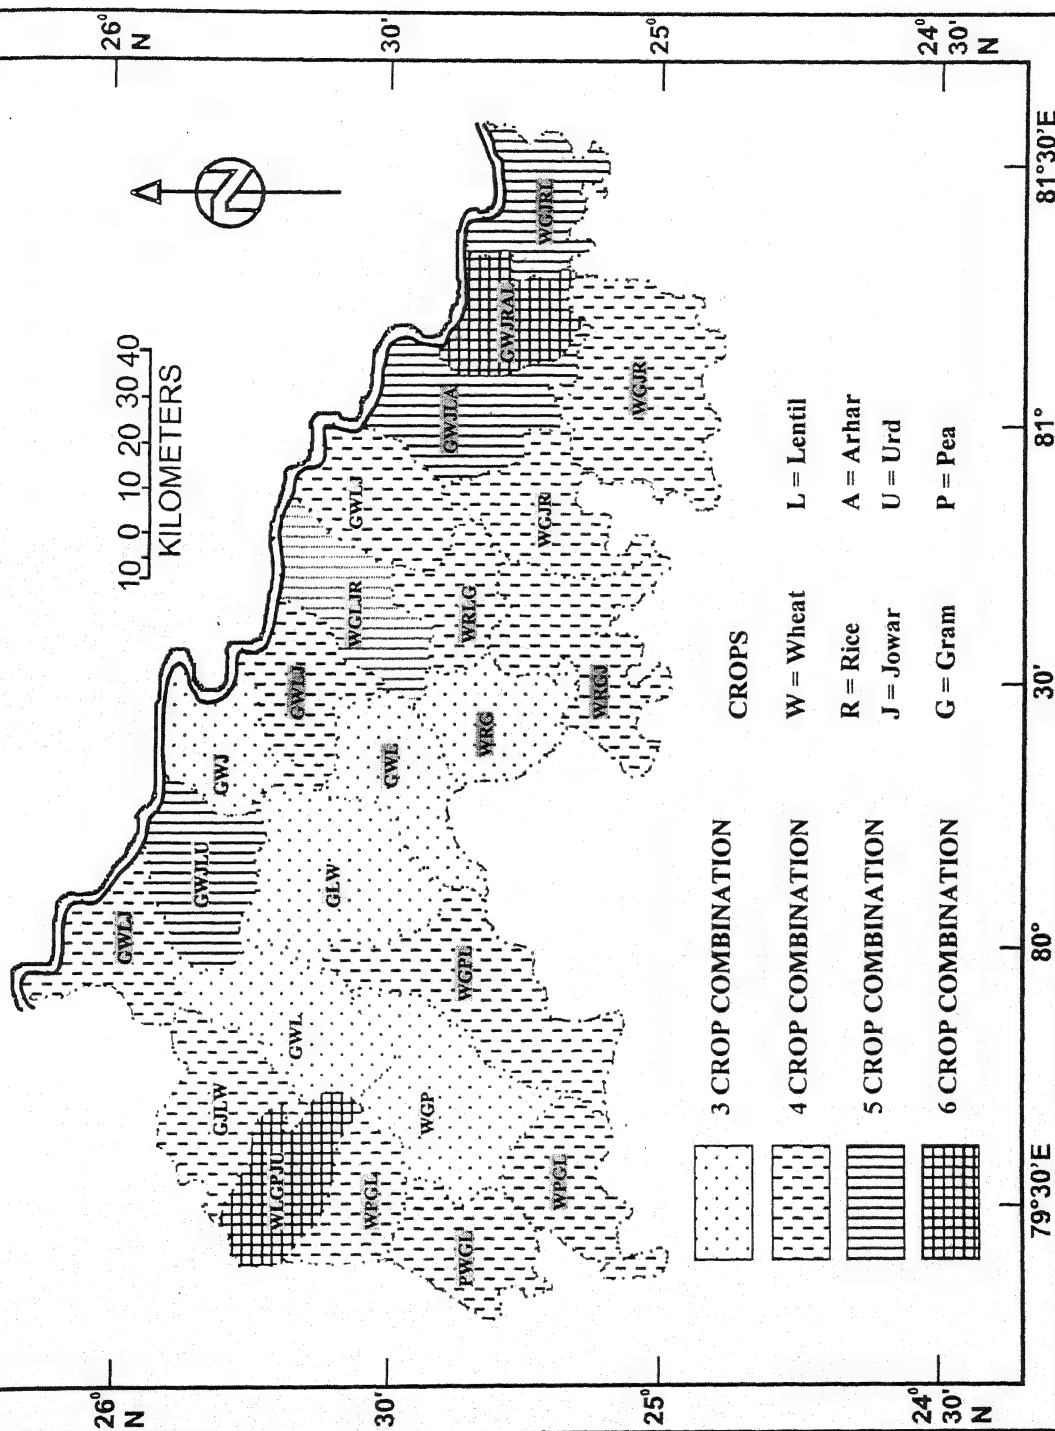 26° N
26° N
10 0 10 20 30 40
KILOMETERS
N
GWLJ
GWJLU
GJLW
GWJ
WLGPJU
GWL
GWLJ
GLW
GWLJ
WGLJR
WPGL
30'
30'
GWL
WGP
GWJLA
PWGL
WGPL
WRLG
WRG
GWJRAL
WGJR
WGJRL
WPGL
WRGJ
WGJR
25°
25°
3 CROP COMBINATION
4 CROP COMBINATION
5 CROP COMBINATION
6 CROP COMBINATION
CROPS
W = Wheat L = Lentil
R = Rice A = Arhar
J = Jowar U = Urd
G = Gram P = Pea
24° 30' N
24° 30' N
79°30'E 80° 30' 81° 81°30'E